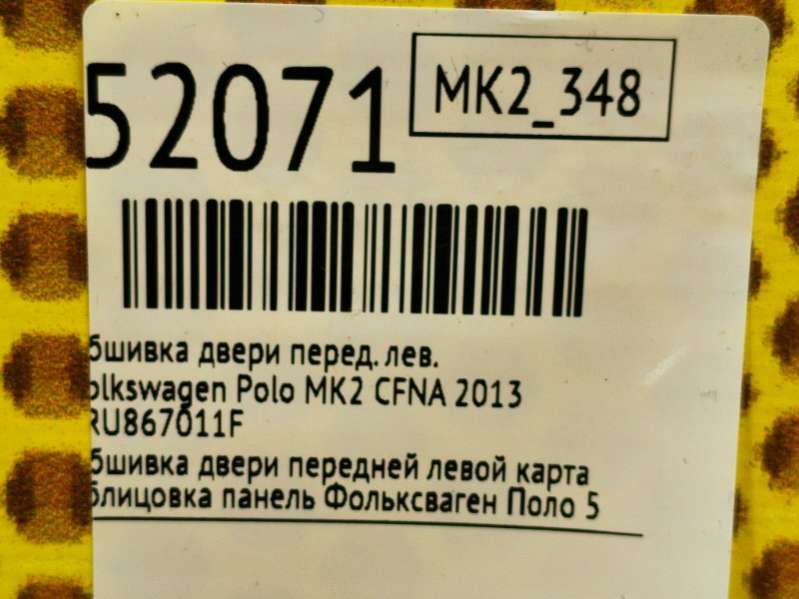 52071
MK2_348
бшивка двери перед. лев.
olkswagen Polo MK2 CFNA 2013
RU867011F
бшивка двери передней левой карта
блицовка панель Фольксваген Поло 5